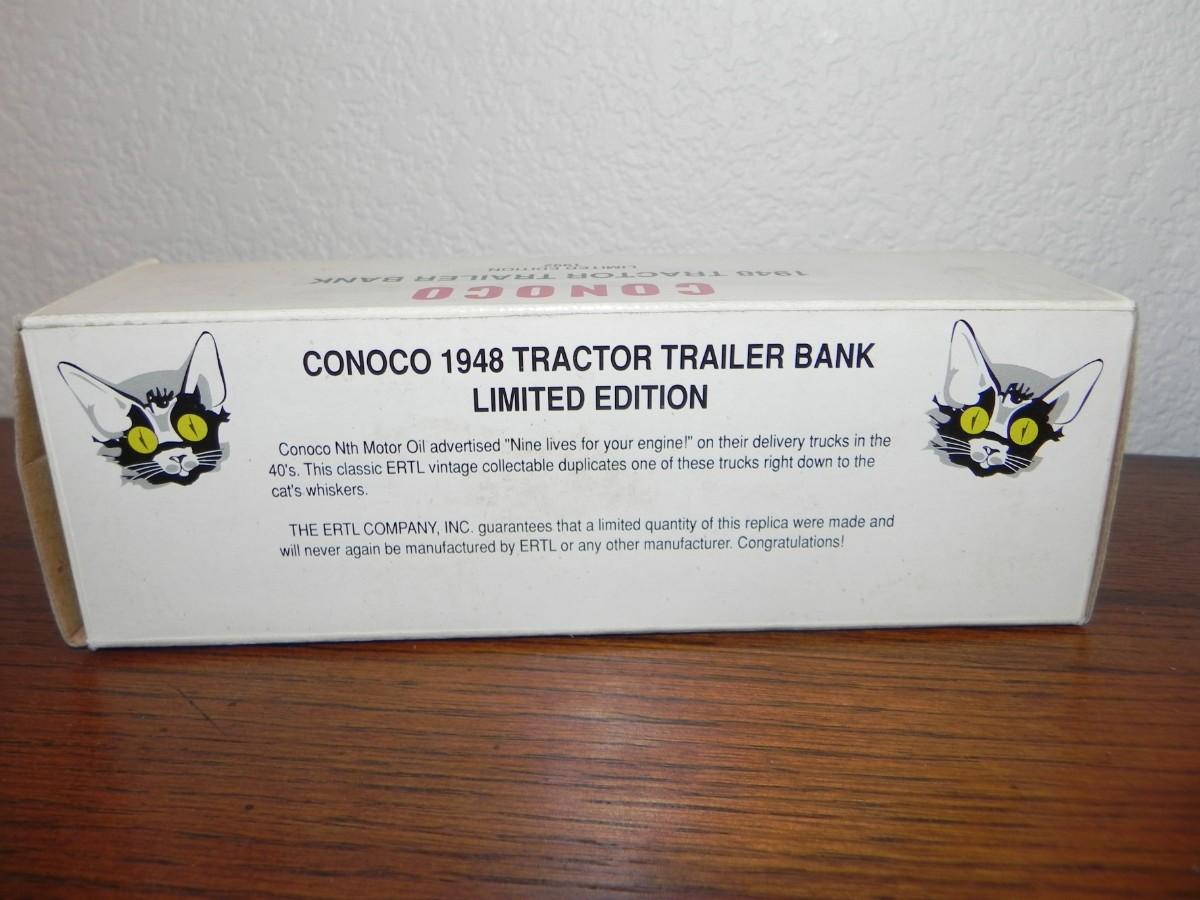 CONOCO
1948 TRACTOR TRAILER BANK
LIMITED EDITION
1992
CONOCO 1948 TRACTOR TRAILER BANK
LIMITED EDITION
Conoco Nth Motor Oil advertised "Nine lives for your engine!" on their delivery trucks in the
40's. This classic ERTL vintage collectable duplicates one of these trucks right down to the
cat's whiskers.
THE ERTL COMPANY, INC. guarantees that a limited quantity of this replica were made and
will never again be manufactured by ERTL or any other manufacturer. Congratulations!